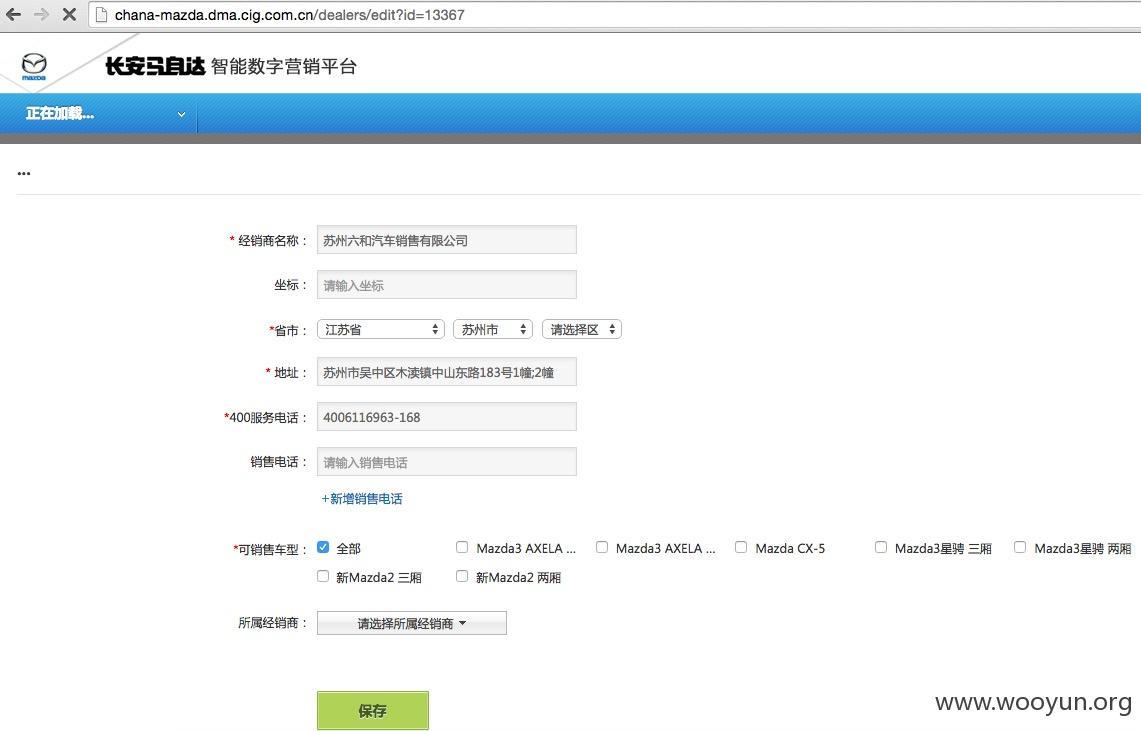 chana-mazda.dma.cig.com.cn/dealers/edit?id=13367
mazda 长安马自达 智能数字营销平台
正在加载...
...
* 经销商名称： 苏州六和汽车销售有限公司
坐标： 请输入坐标
*省市： 江苏省 苏州市 请选择区
* 地址： 苏州市吴中区木渎镇中山东路183号1幢;2幢
*400服务电话： 4006116963-168
销售电话： 请输入销售电话
+新增销售电话
*可销售车型： 全部 Mazda3 AXELA ... Mazda3 AXELA ... Mazda CX-5 Mazda3星骋 三厢 Mazda3星骋 两厢
新Mazda2 三厢 新Mazda2 两厢
所属经销商： 请选择所属经销商
保存
www.wooyun.org